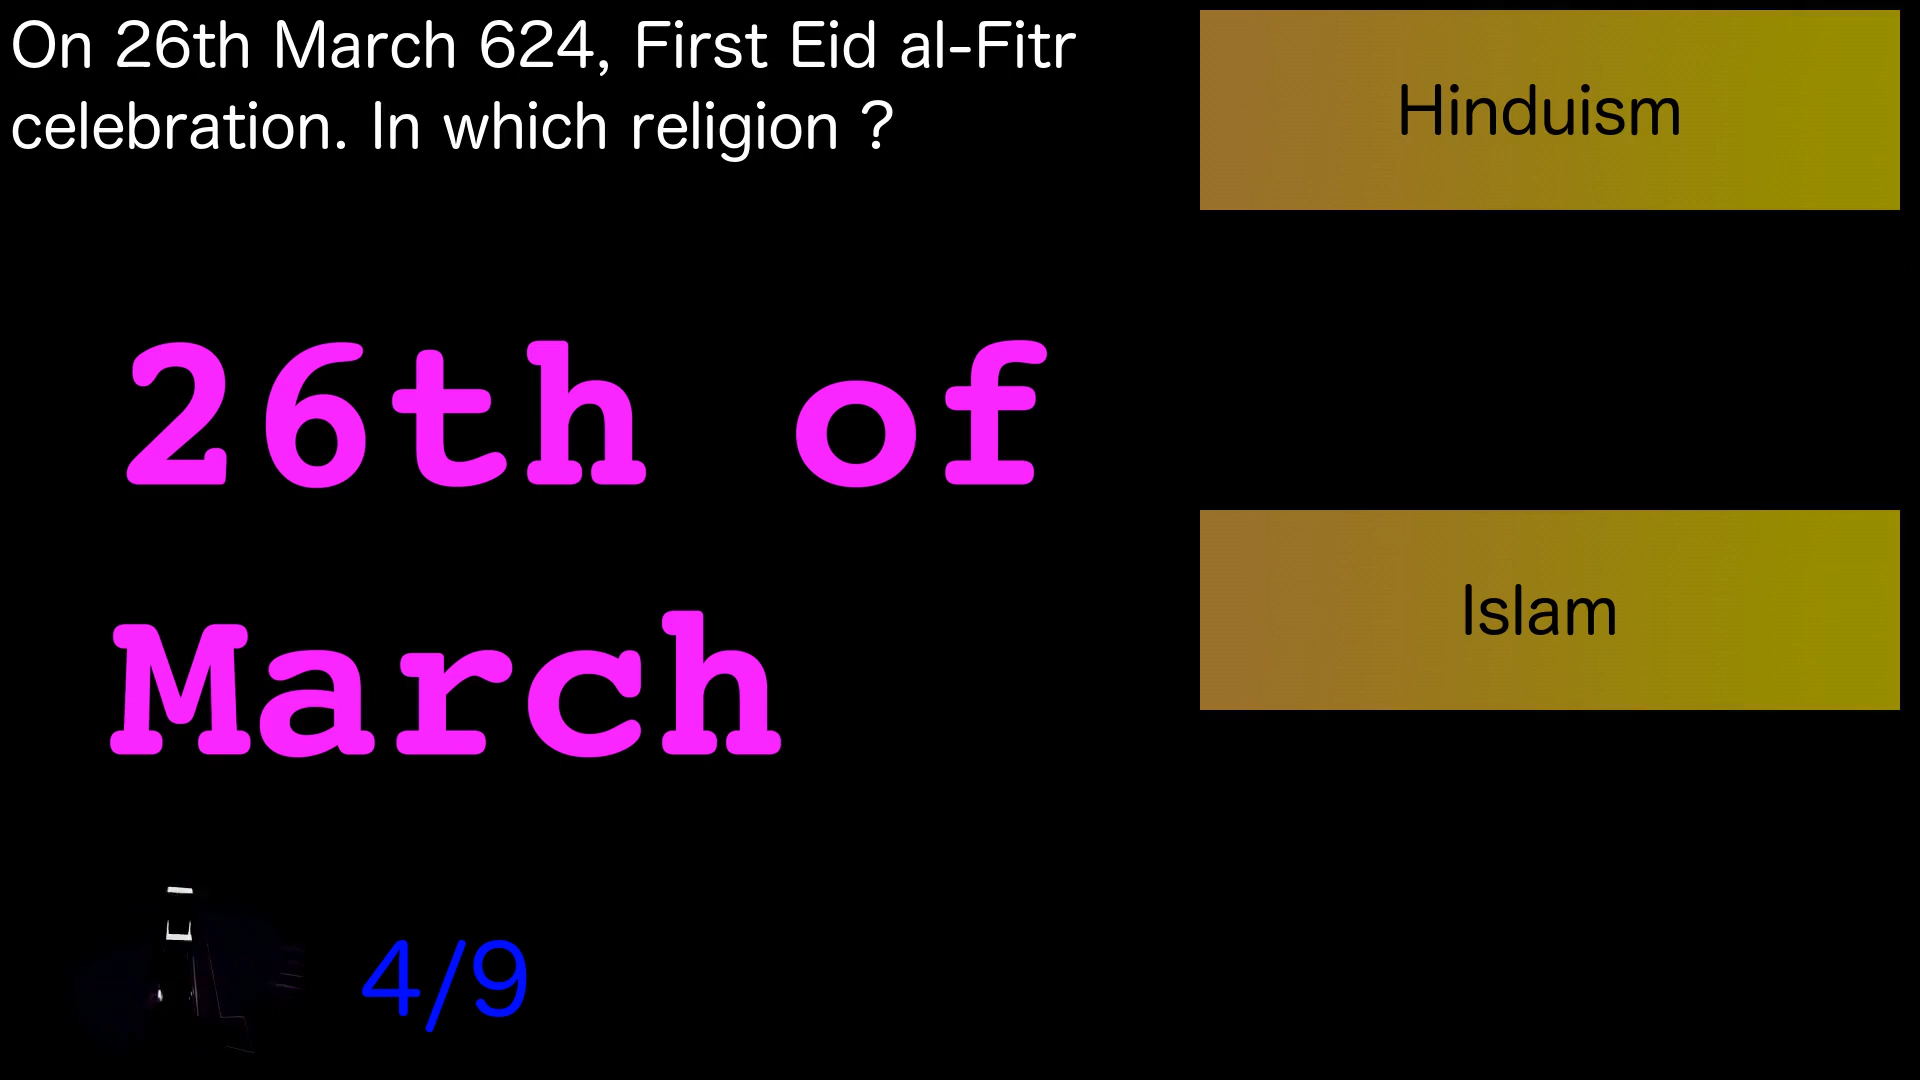 On 26th March 624, First Eid al-Fitr
celebration. In which religion ?
Hinduism
26th of
March
Islam
4/9